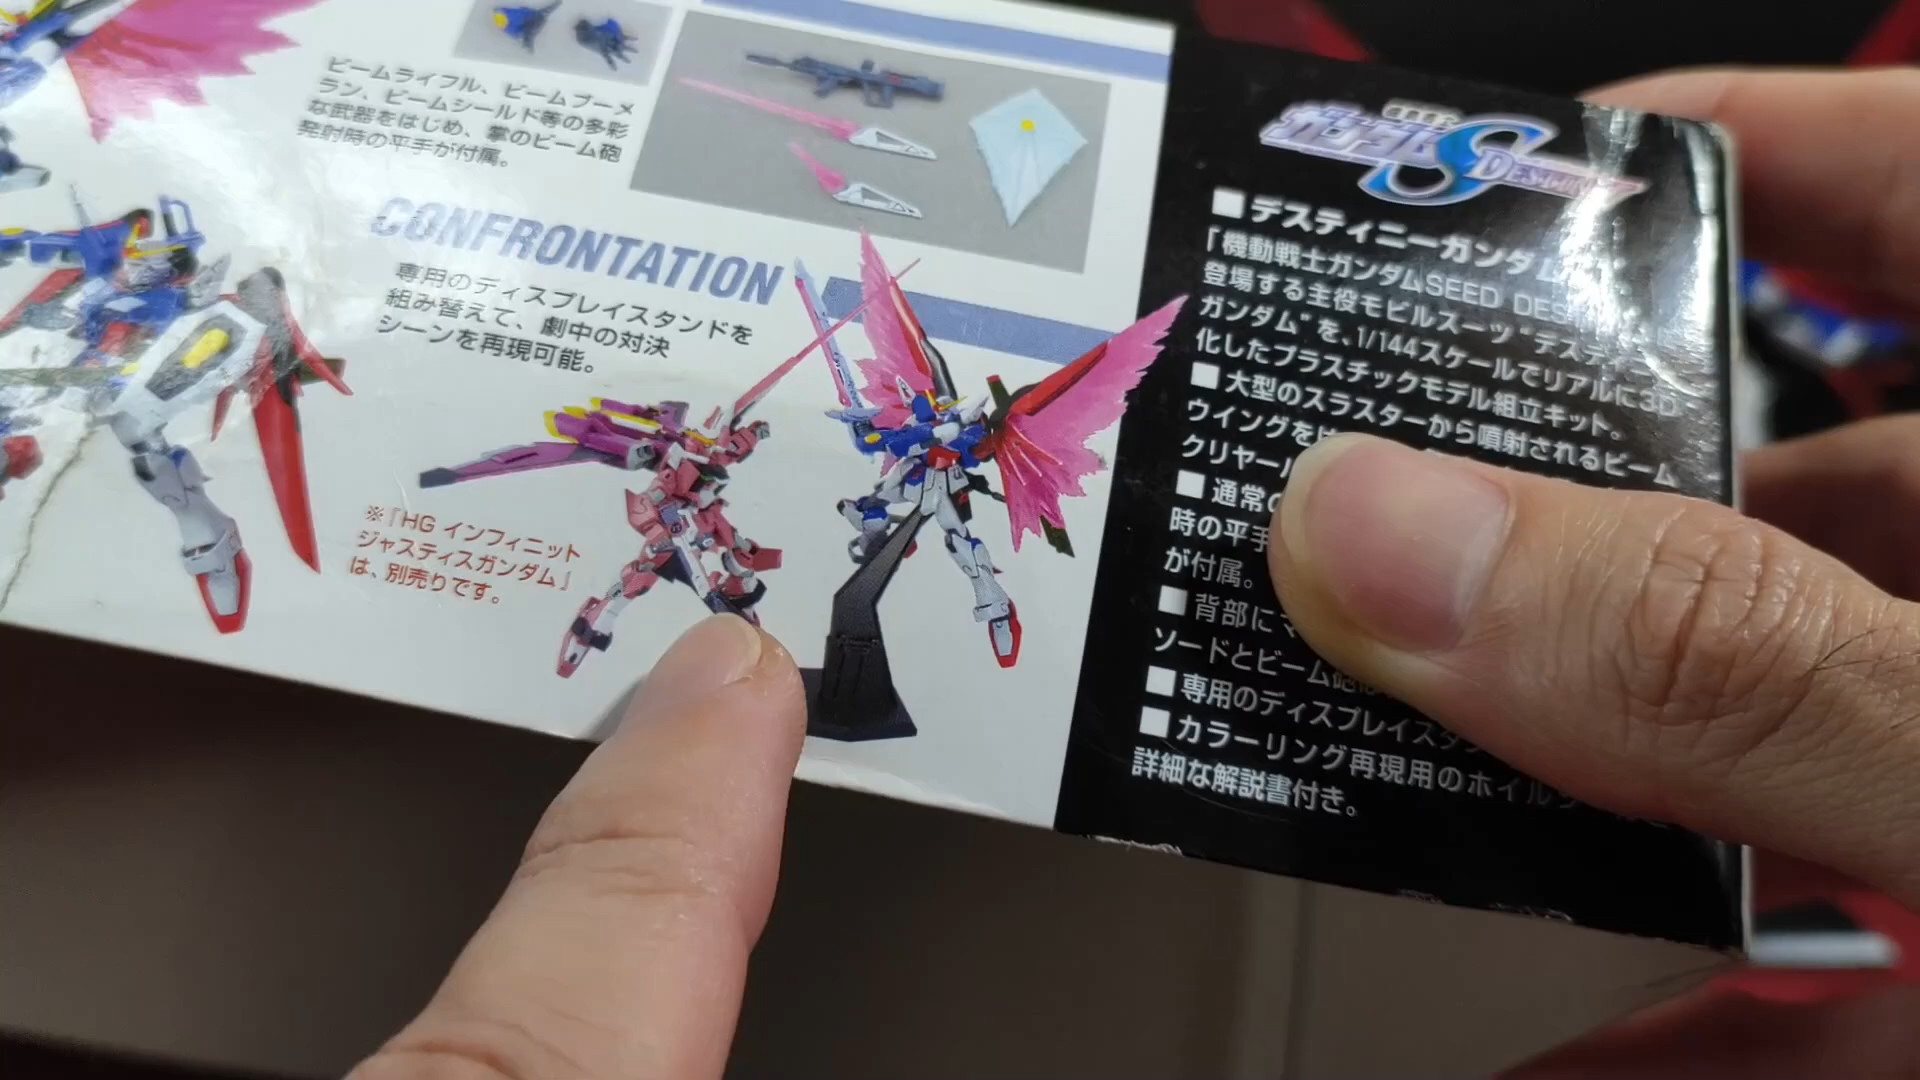 ビームライフル、ビームブーメ
ラン、ビームシールド等の多彩
な武器をはじめ、掌のビーム砲
発射時の平手が付属。
CONFRONTATION
専用のディスプレイスタンドを
組み替えて、劇中の対決
シーンを再現可能。
※「HG インフィニット
ジャスティスガンダム」
は、別売りです。
ガンダム
SDESTINY
■デスティニーガンダム
「機動戦士ガンダムSEED DES
登場する主役モビルスーツ“デスティ
ガンダム”を、1/144スケールでリアルに3D
化したプラスチックモデル組立キット。
■大型のスラスターから噴射されるビーム
ウイングを
クリヤー
■通常の
時の平手
が付属。
■背部に
ソードとビーム砲は
■専用のディスプレイスタン
■カラーリング再現用のホイル
詳細な解説書付き。